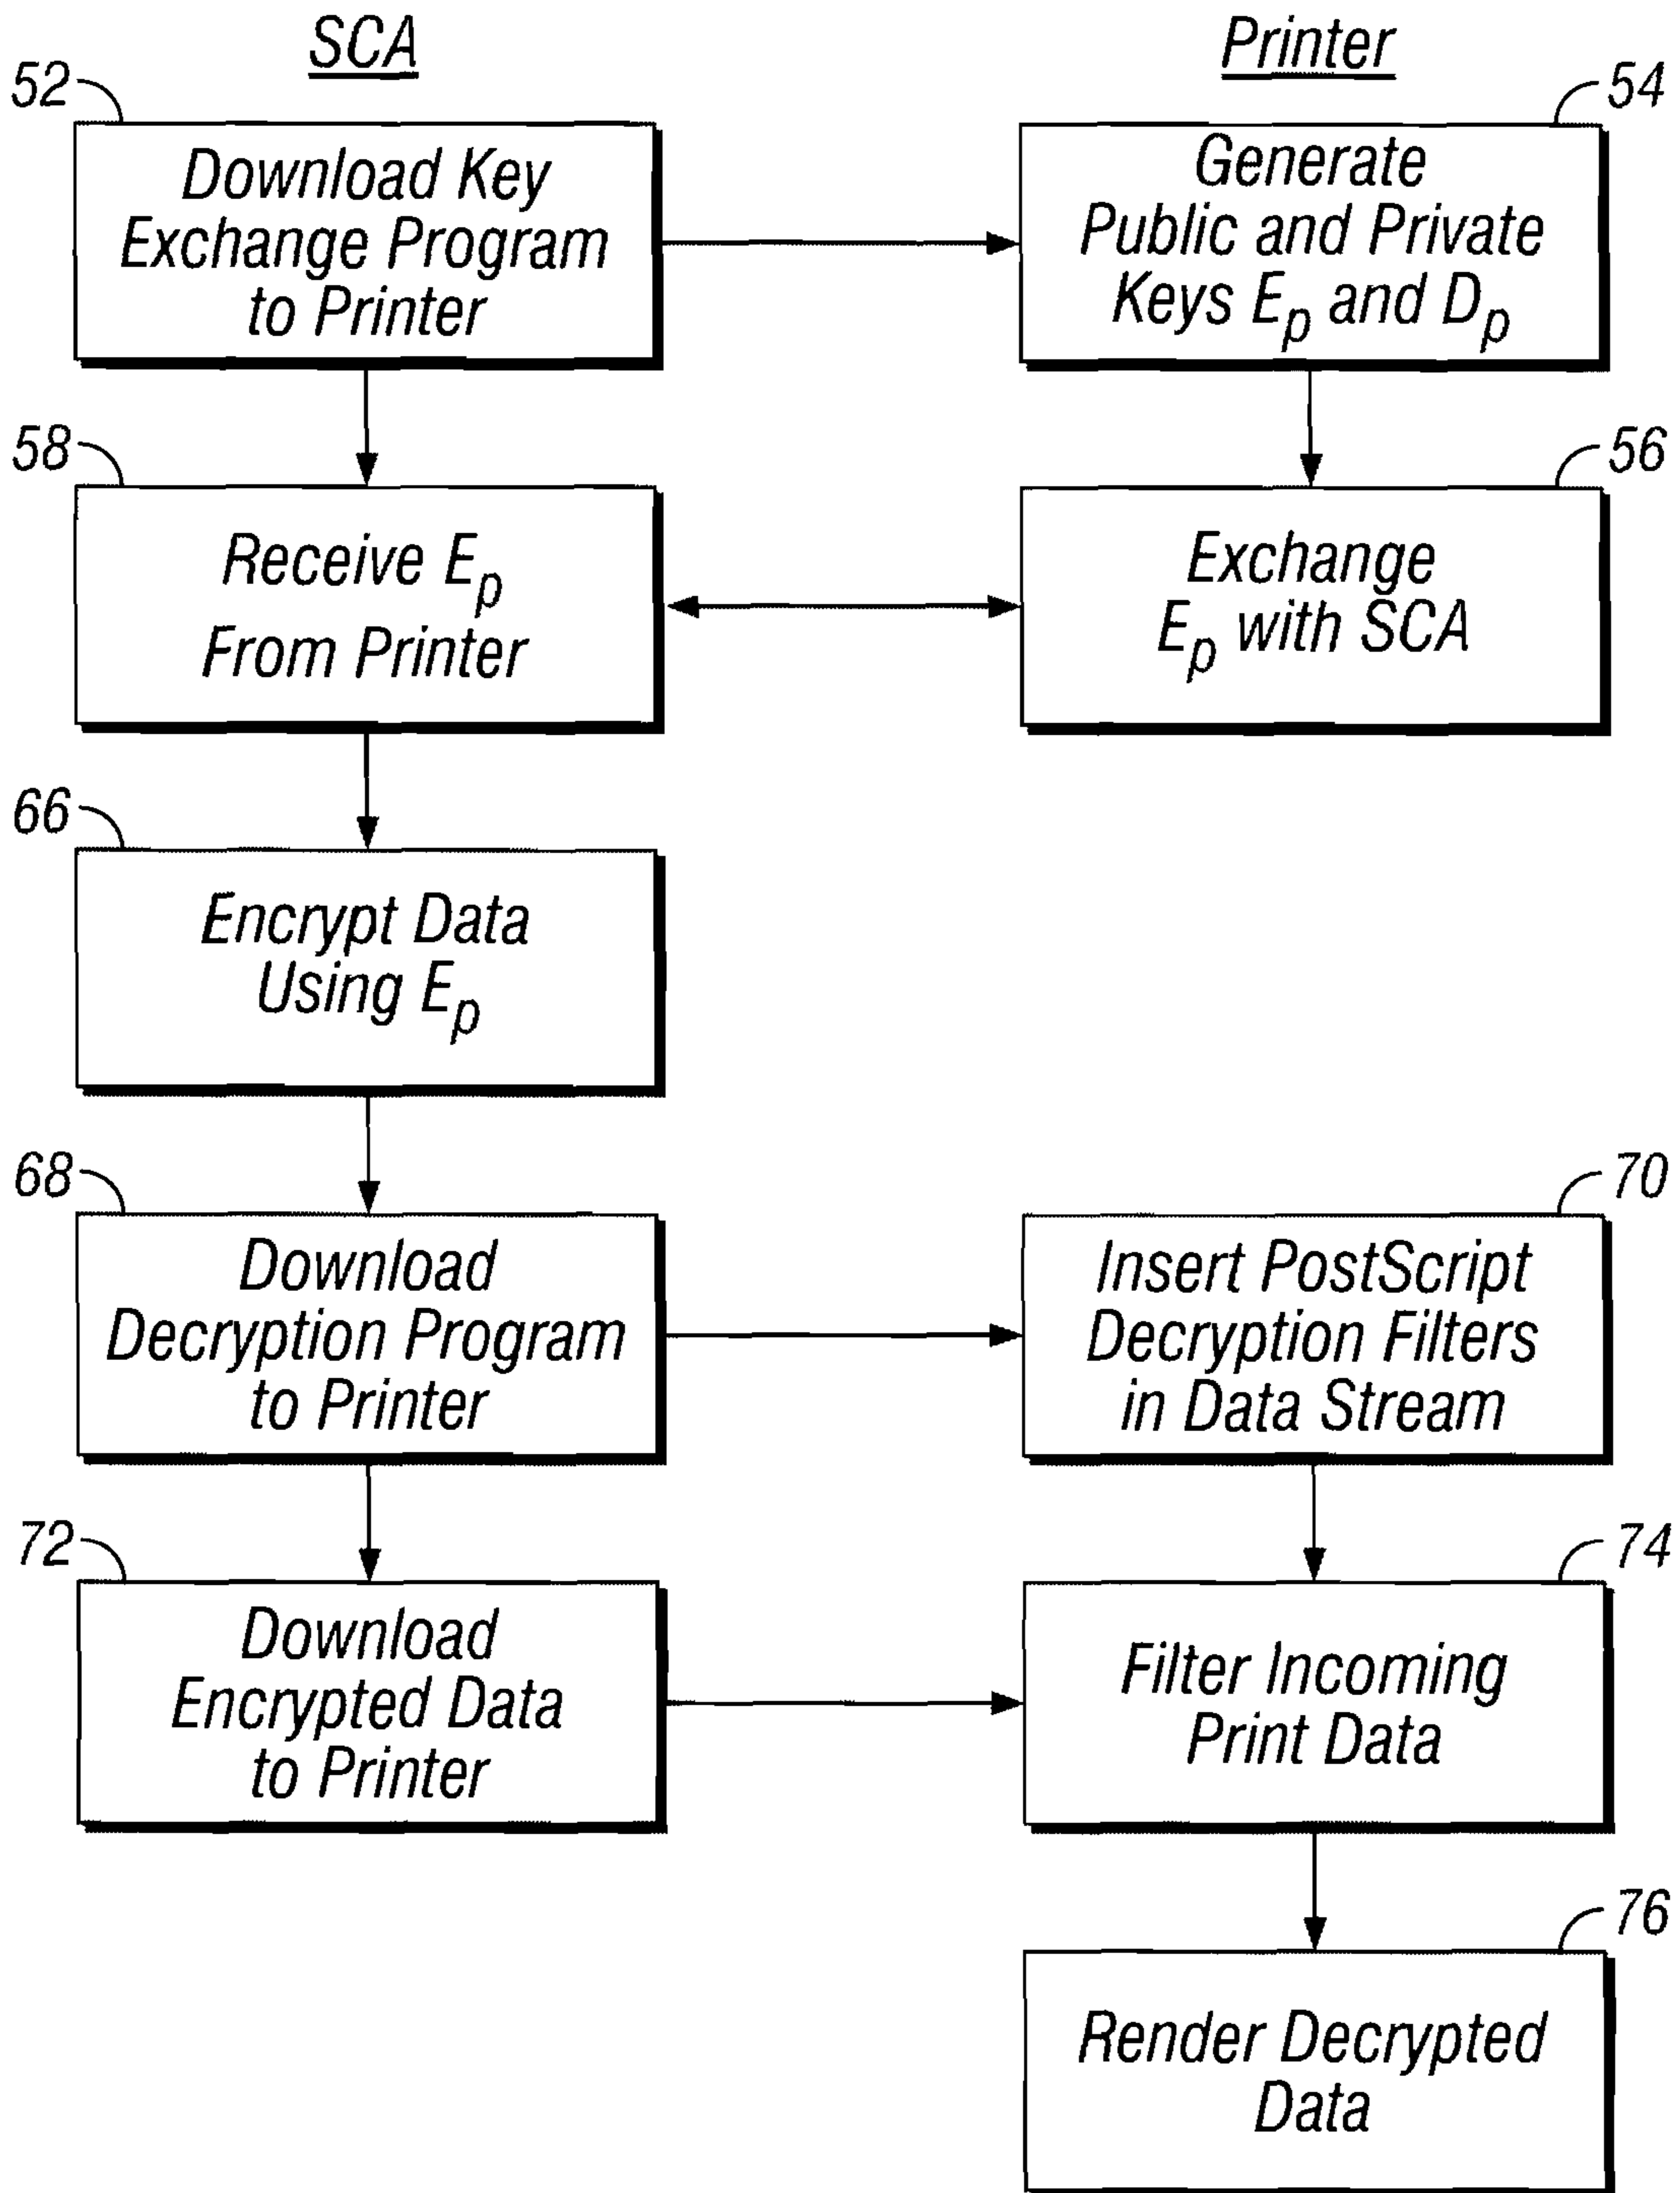 SCA
Printer
52
Download Key
Exchange Program
to Printer
54
Generate
Public and Private
Keys Ep and Dp
58
Receive Ep
From Printer
56
Exchange
Ep with SCA
66
Encrypt Data
Using Ep
68
Download
Decryption Program
to Printer
70
Insert PostScript
Decryption Filters
in Data Stream
72
Download
Encrypted Data
to Printer
74
Filter Incoming
Print Data
76
Render Decrypted
Data